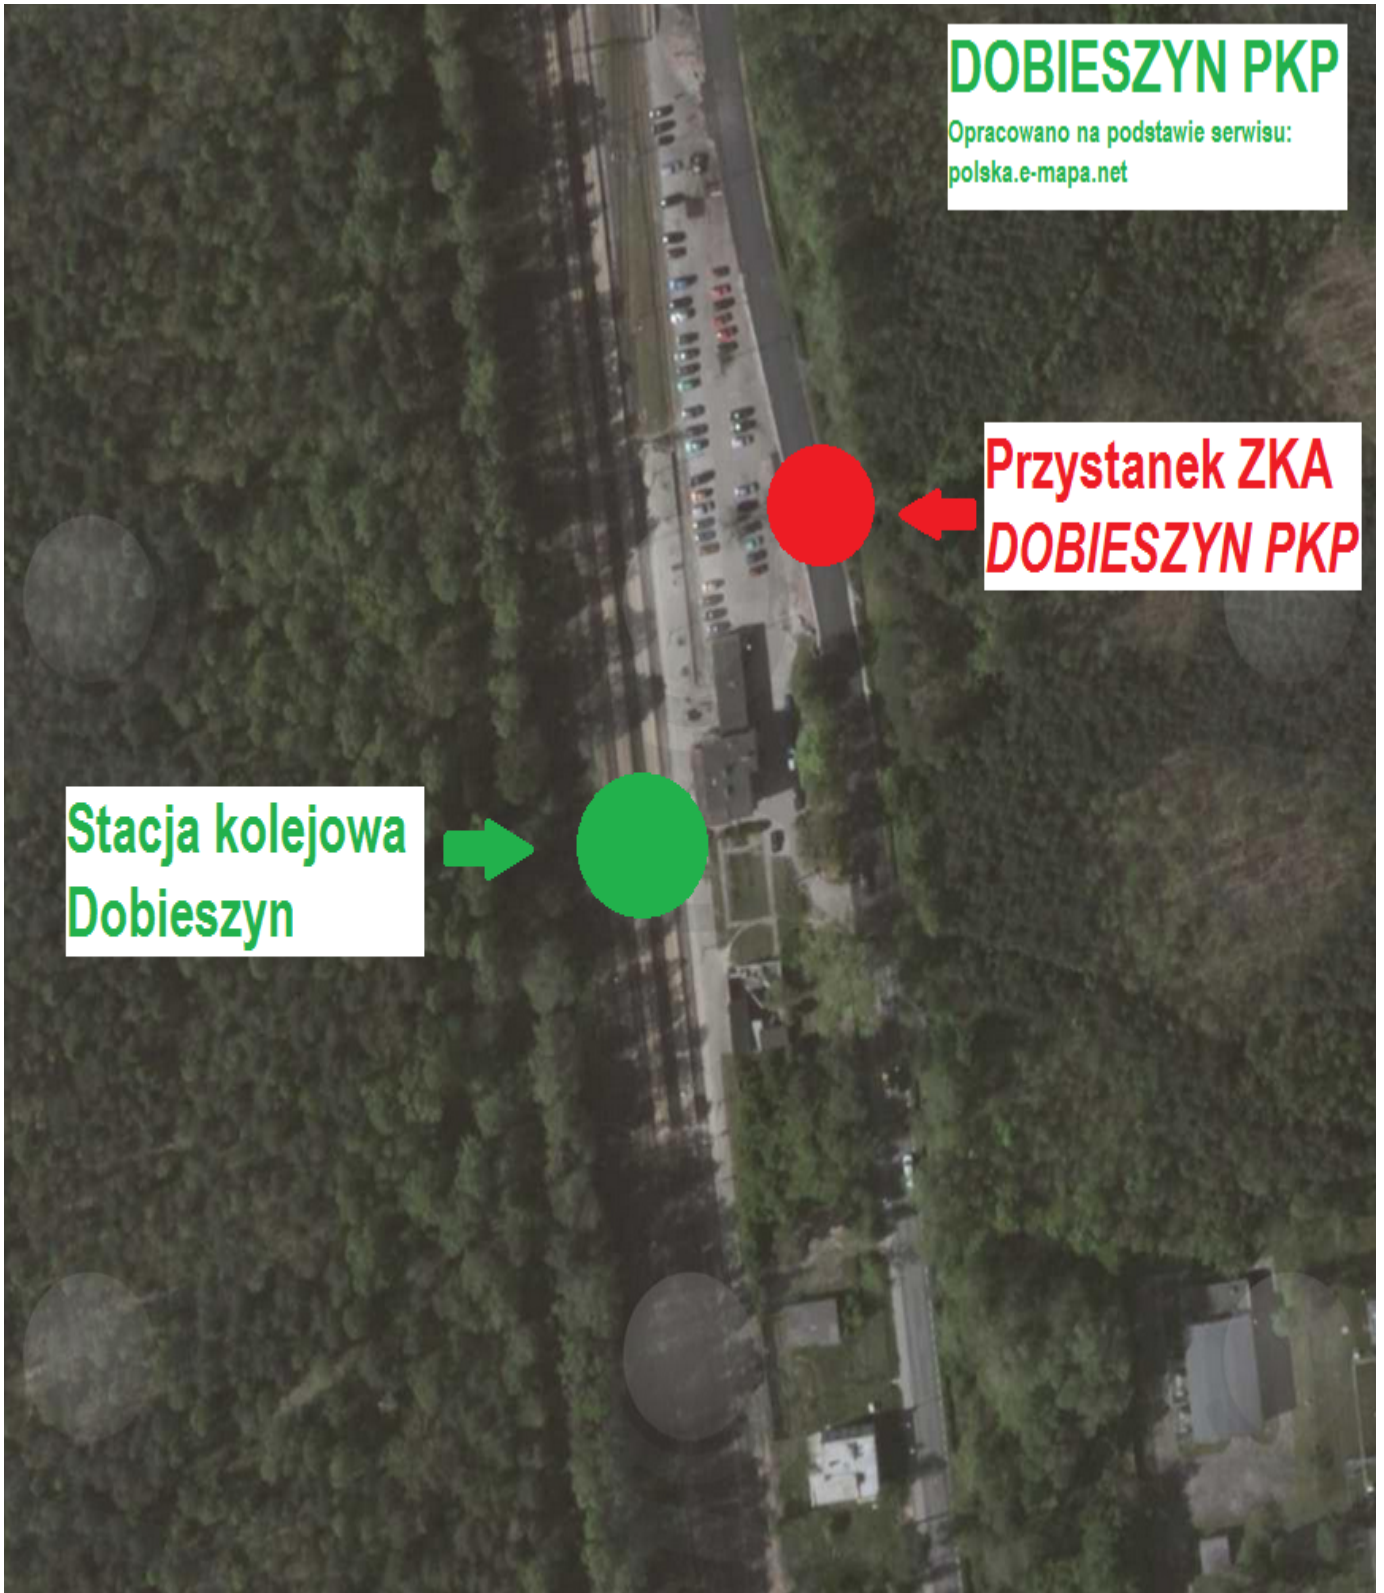 DOBIESZYN PKP
Opracowano na podstawie serwisu:
polska.e-mapa.net
Przystanek ZKA
DOBIESZYN PKP
Stacja kolejowa
Dobieszyn